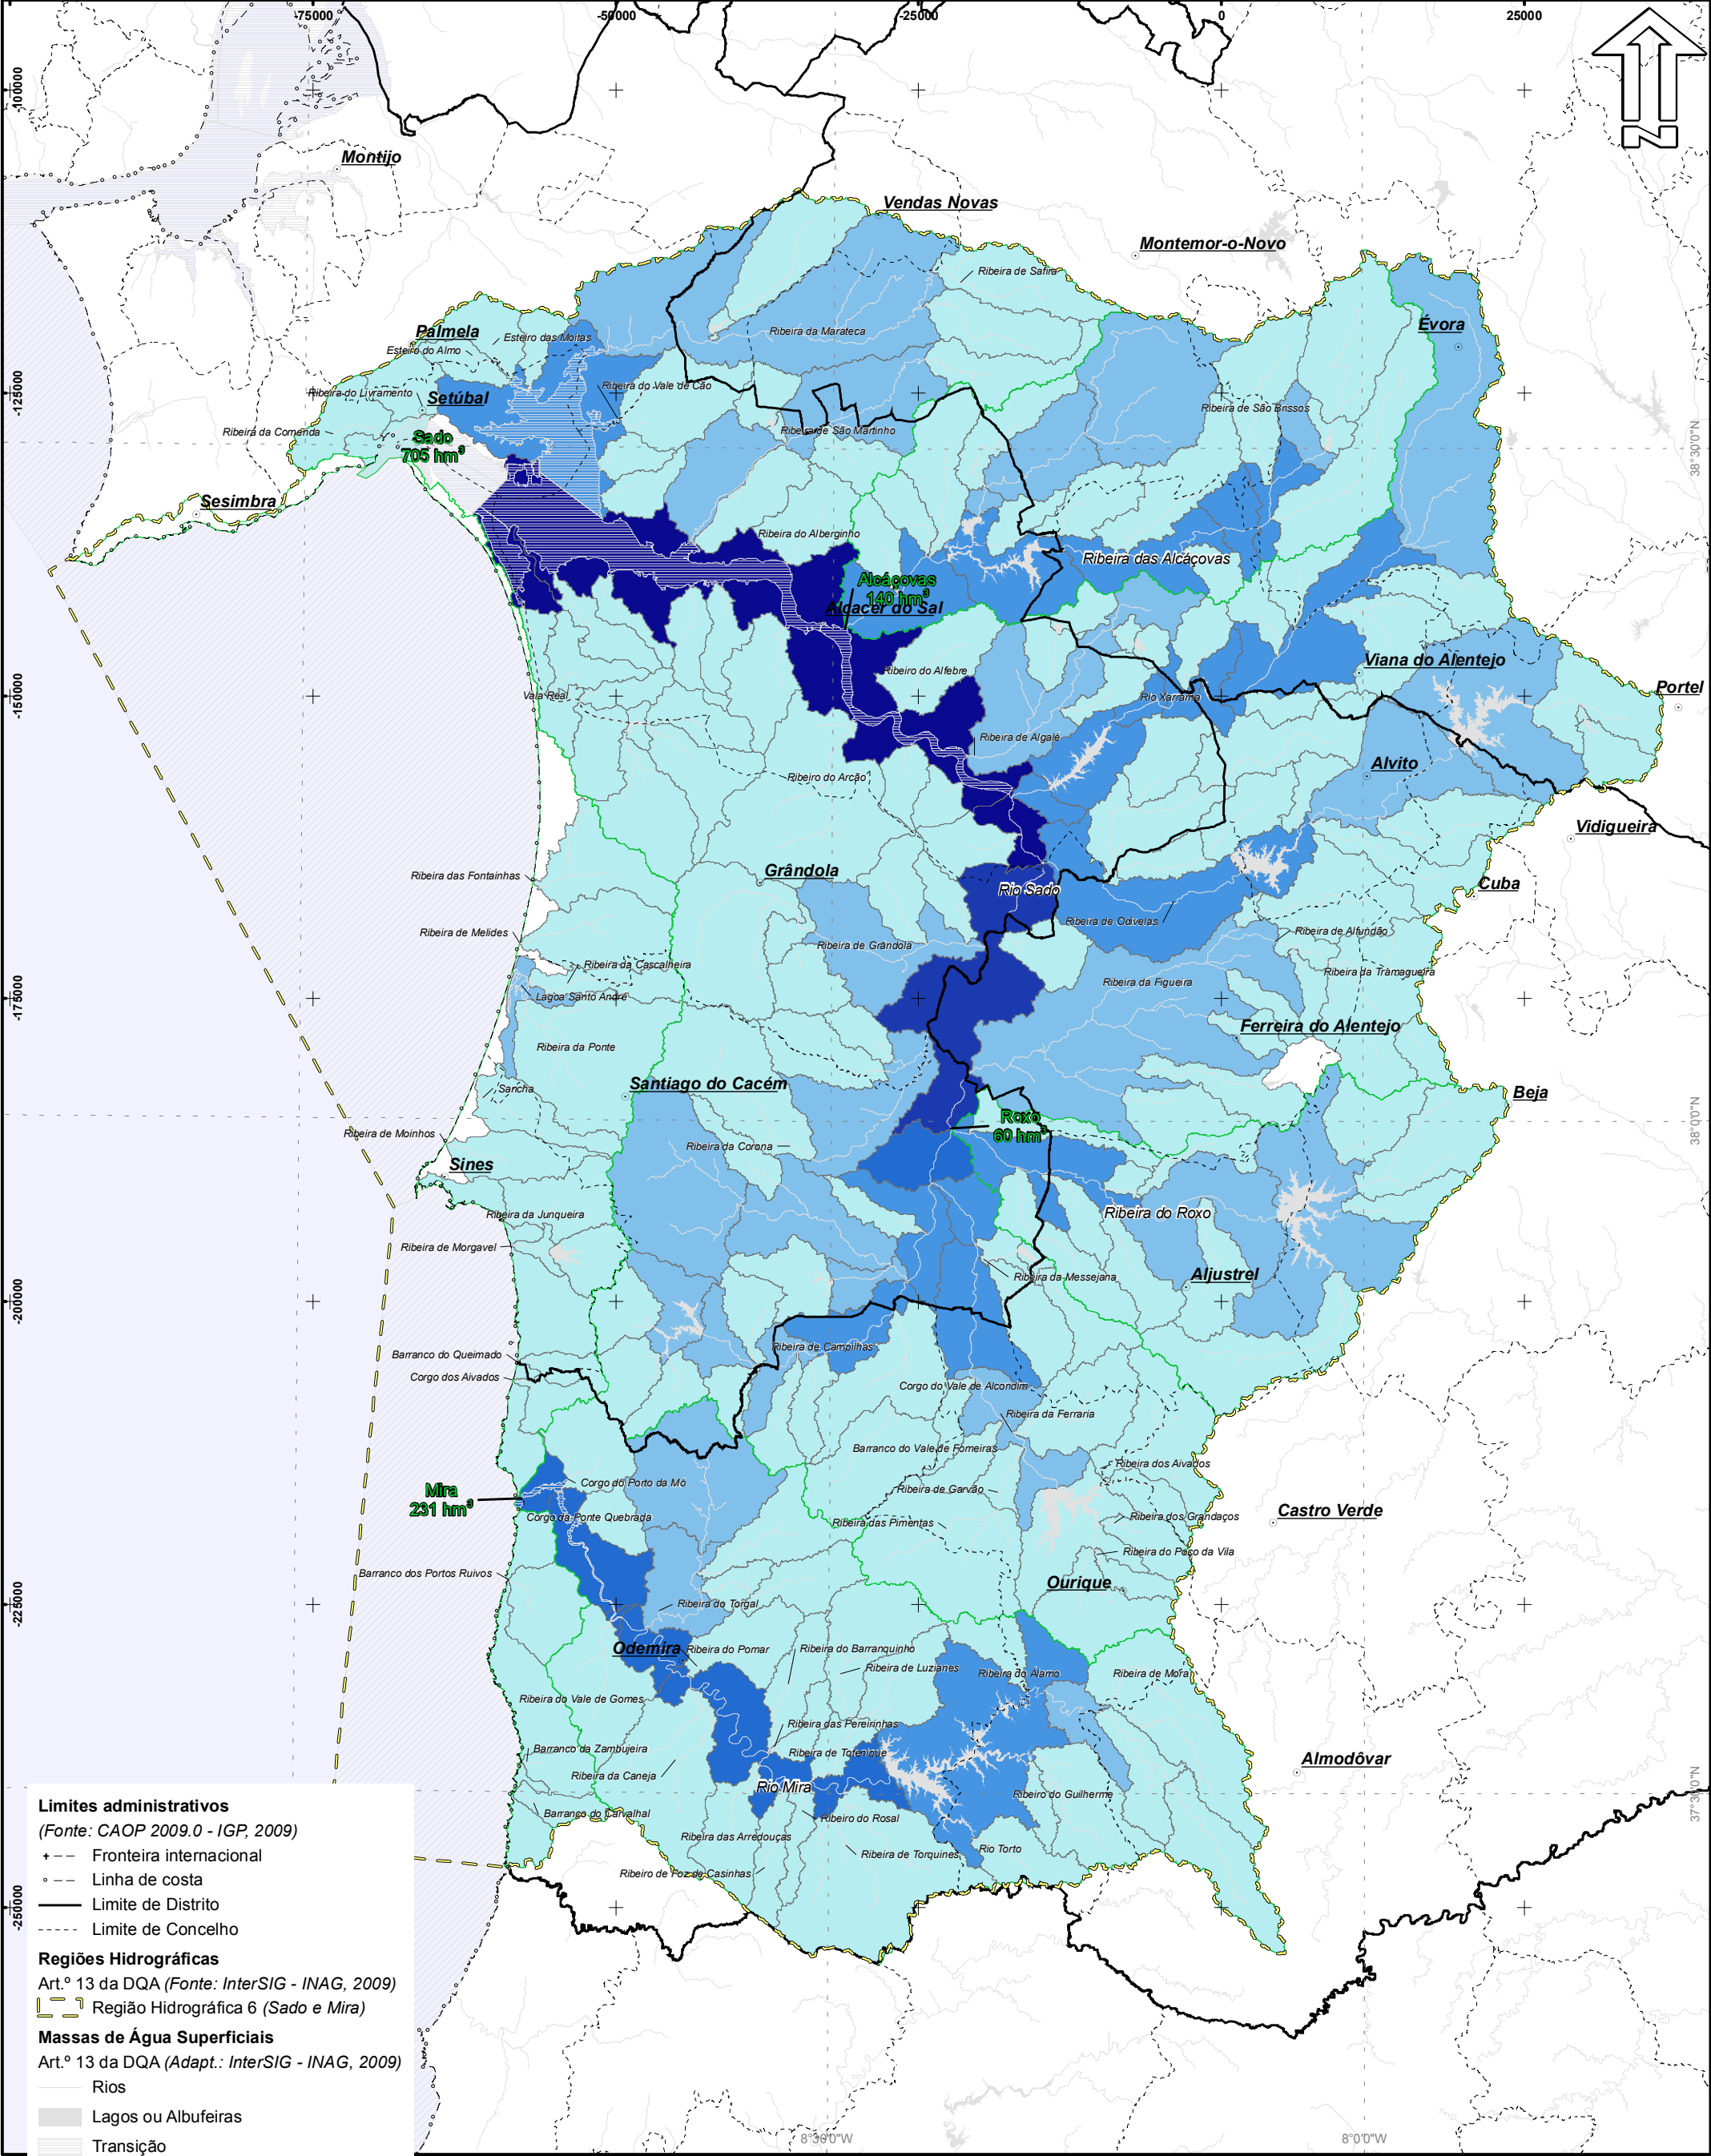 -75000
-50000
-25000
0
25000
-100000
-125000
-150000
-175000
-200000
-225000
-250000
38°30'0"N
38°0'0"N
37°30'0"N
8°30'0"W
8°0'0"W
N
Montijo
Vendas Novas
Montemor-o-Novo
Ribeira de Safira
Évora
Palmela
Ribeira da Marateca
Esteiro das Moitas
Esteiro do Almo
Ribeira do Livramento
Setúbal
Ribeira do Vale de Cão
Ribeira de São Brissos
Ribeira da Comenda
Ribeira de São Martinho
Sado
705 hm³
Sesimbra
Ribeira do Alberginho
Ribeira das Alcáçovas
Alcáçovas
140 hm³
Alcácer do Sal
Ribeiro do Alfebre
Viana do Alentejo
Portel
Vala Real
Rio Xarrama
Ribeira de Algalé
Alvito
Ribeiro do Arcão
Vidigueira
Grândola
Ribeira das Fontainhas
Rio Sado
Cuba
Ribeira de Odivelas
Ribeira de Melides
Ribeira de Alfundão
Ribeira de Grândola
Ribeira da Cascalheira
Ribeira da Tramagueira
Ribeira da Figueira
Lagoa Santo André
Ferreira do Alentejo
Ribeira da Ponte
Santiago do Cacém
Sancha
Beja
Roxo
60 hm³
Ribeira de Moinhos
Ribeira da Corona
Sines
Ribeira da Junqueira
Ribeira do Roxo
Ribeira de Morgavel
Ribeira da Messejana
Aljustrel
Ribeira de Campilhas
Barranco do Queimado
Corgo dos Aivados
Corgo do Vale de Alcondim
Ribeira da Ferraria
Barranco do Vale de Fomeiras
Ribeira dos Aivados
Corgo do Porto da Mó
Mira
231 hm³
Ribeira de Garvão
Castro Verde
Corgo da Ponte Quebrada
Ribeira das Pimentas
Ribeira dos Grandaços
Ribeira do Poço da Vila
Barranco dos Portos Ruivos
Ourique
Ribeira do Torgal
Odemira
Ribeira do Pomar
Ribeira do Barranquinho
Ribeira de Luzianes
Ribeira do Alamo
Ribeira de Mora
Ribeira do Vale de Gomes
Ribeira das Pereirinhas
Barranco da Zambujeira
Ribeira de Totenique
Almodôvar
Ribeira da Caneja
Rio Mira
Ribeiro do Guilherme
Barranco do Carvalhal
Ribeiro do Rosal
Ribeira das Arredouças
Ribeira de Torquines
Rio Torto
Ribeiro de Foz de Casinhas
Limites administrativos
(Fonte: CAOP 2009.0 - IGP, 2009)
Fronteira internacional
Linha de costa
Limite de Distrito
Limite de Concelho
Regiões Hidrográficas
Art.º 13 da DQA (Fonte: InterSIG - INAG, 2009)
Região Hidrográfica 6 (Sado e Mira)
Massas de Água Superficiais
Art.º 13 da DQA (Adapt.: InterSIG - INAG, 2009)
Rios
Lagos ou Albufeiras
Transição